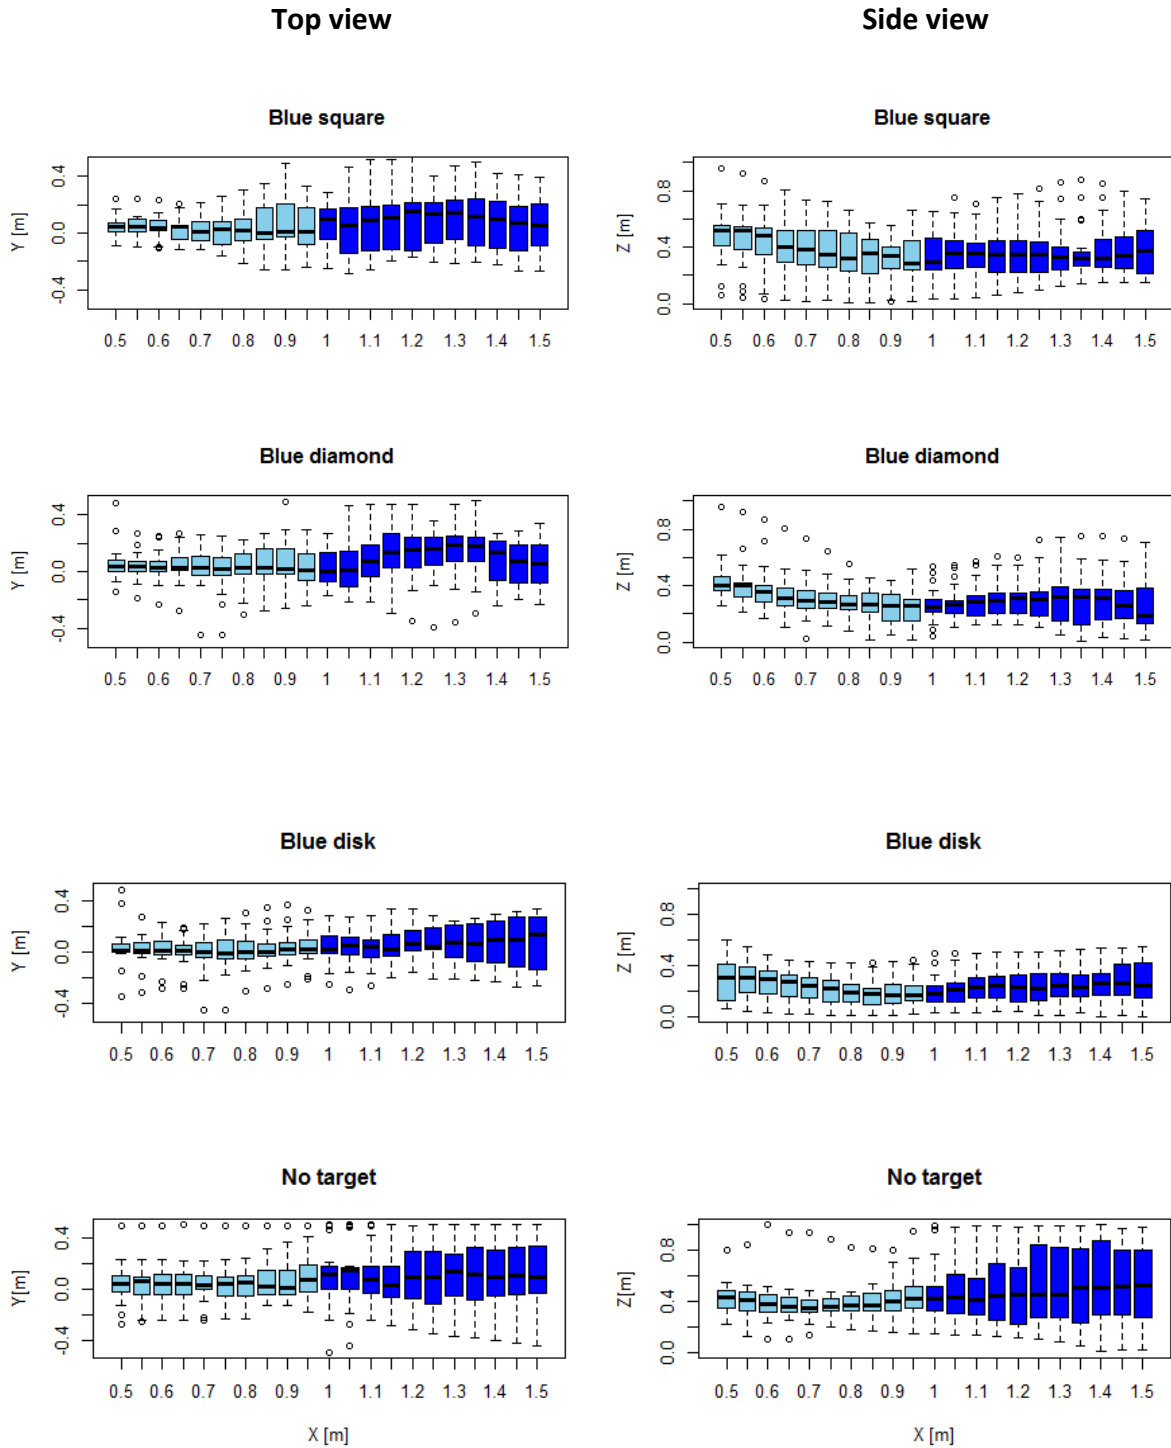 Top view Side view
Blue square Blue square
Y [m] 0.4 0.0 -0.4 Z [m] 0.8 0.4 0.0
0.5 0.6 0.7 0.8 0.9 1 1.1 1.2 1.3 1.4 1.5 0.5 0.6 0.7 0.8 0.9 1 1.1 1.2 1.3 1.4 1.5
Blue diamond Blue diamond
Y [m] 0.4 0.0 -0.4 Z [m] 0.8 0.4 0.0
0.5 0.6 0.7 0.8 0.9 1 1.1 1.2 1.3 1.4 1.5 0.5 0.6 0.7 0.8 0.9 1 1.1 1.2 1.3 1.4 1.5
Blue disk Blue disk
Y [m] 0.4 0.0 -0.4 Z [m] 0.8 0.4 0.0
0.5 0.6 0.7 0.8 0.9 1 1.1 1.2 1.3 1.4 1.5 0.5 0.6 0.7 0.8 0.9 1 1.1 1.2 1.3 1.4 1.5
No target No target
Y[m] 0.4 0.0 -0.4 Z[m] 0.8 0.4 0.0
0.5 0.6 0.7 0.8 0.9 1 1.1 1.2 1.3 1.4 1.5 0.5 0.6 0.7 0.8 0.9 1 1.1 1.2 1.3 1.4 1.5
X [m] X [m]